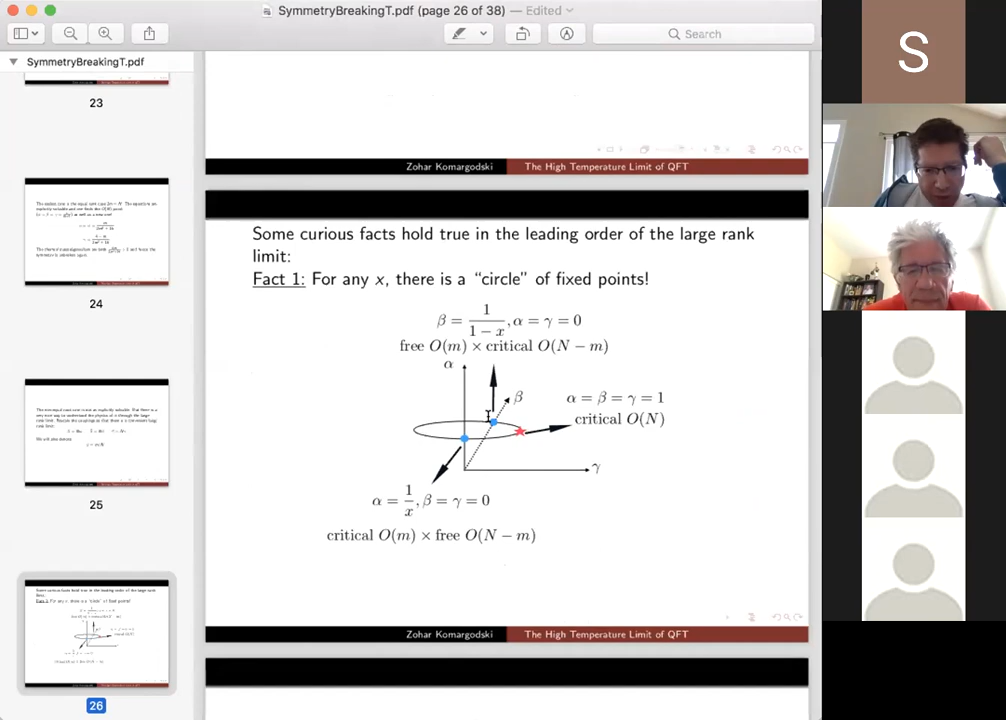 SymmetryBreakingT.pdf (page 26 of 38) — Edited
Search
SymmetryBreakingT.pdf
23
24
25
26
Zohar Komargodski The High Temperature Limit of QFT
Some curious facts hold true in the leading order of the large rank
limit:
Fact 1: For any x, there is a “circle” of fixed points!
β = 1/(1 − x), α = γ = 0
free O(m) × critical O(N − m)
α
β
α = β = γ = 1
critical O(N)
γ
α = 1/x, β = γ = 0
critical O(m) × free O(N − m)
Zohar Komargodski The High Temperature Limit of QFT
S